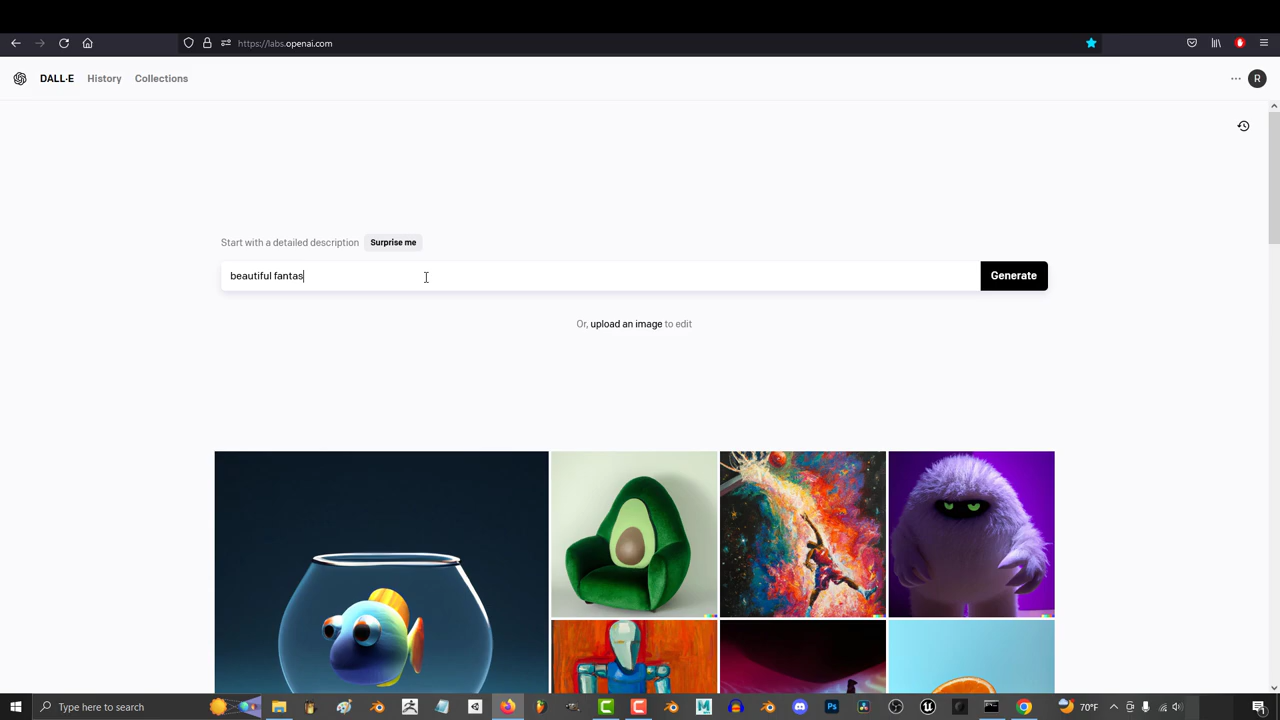 https://labs.openai.com
DALL·E History Collections
R
Start with a detailed description Surprise me
beautiful fantas
Generate
Or, upload an image to edit
Type here to search
70°F